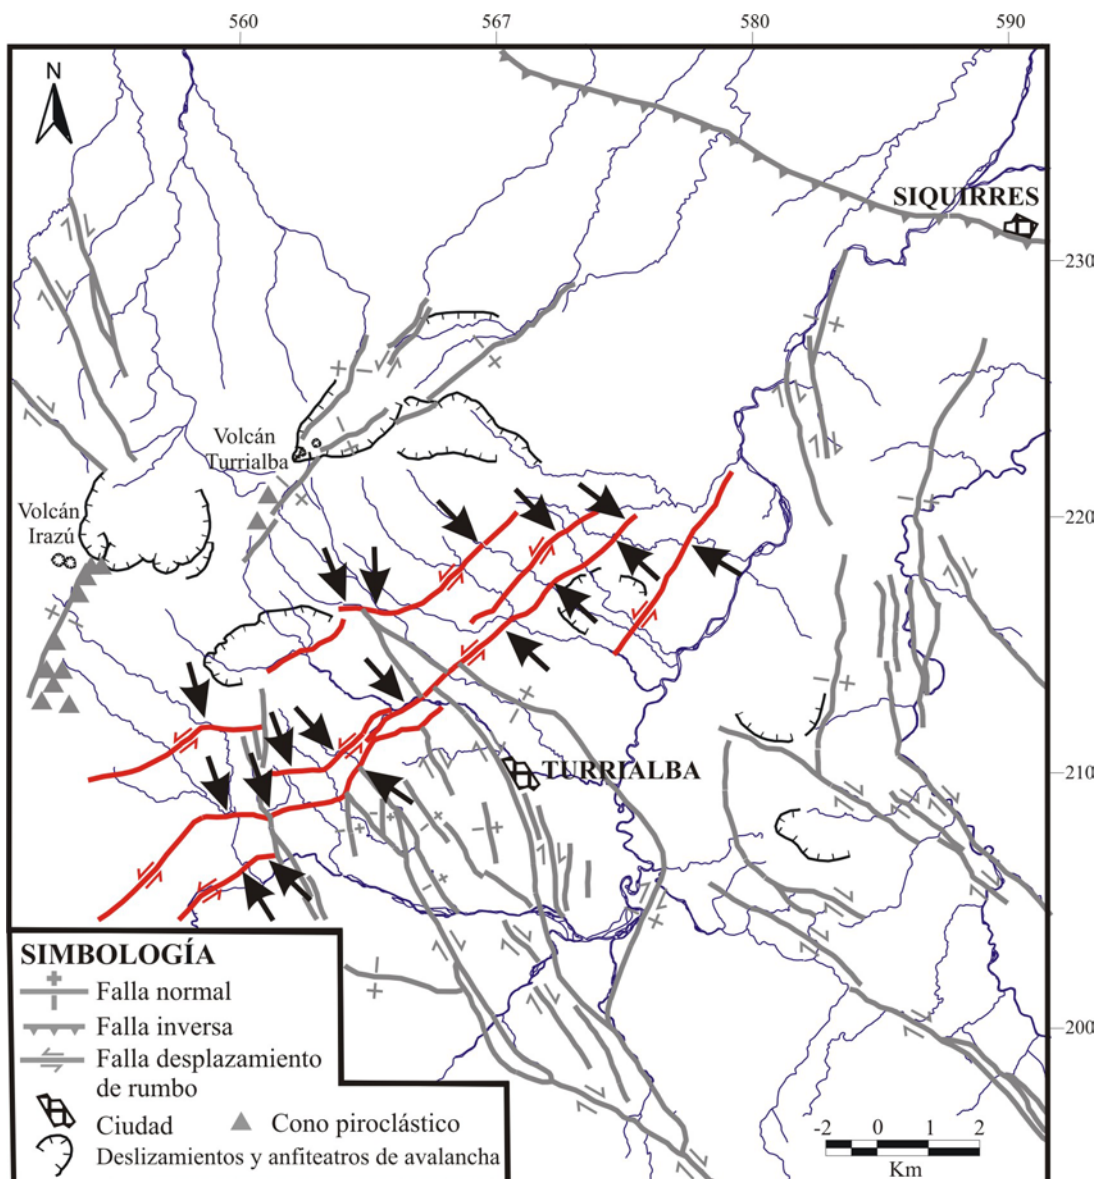 560 567 580 590
N
SIQUIRRES
230
Volcán
Turrialba
Volcán
Irazú
220
TURRIALBA
210
SIMBOLOGÍA
Falla normal
Falla inversa
Falla desplazamiento
de rumbo
Ciudad
Cono piroclástico
Deslizamientos y anfiteatros de avalancha
200
-2 0 1 2
Km